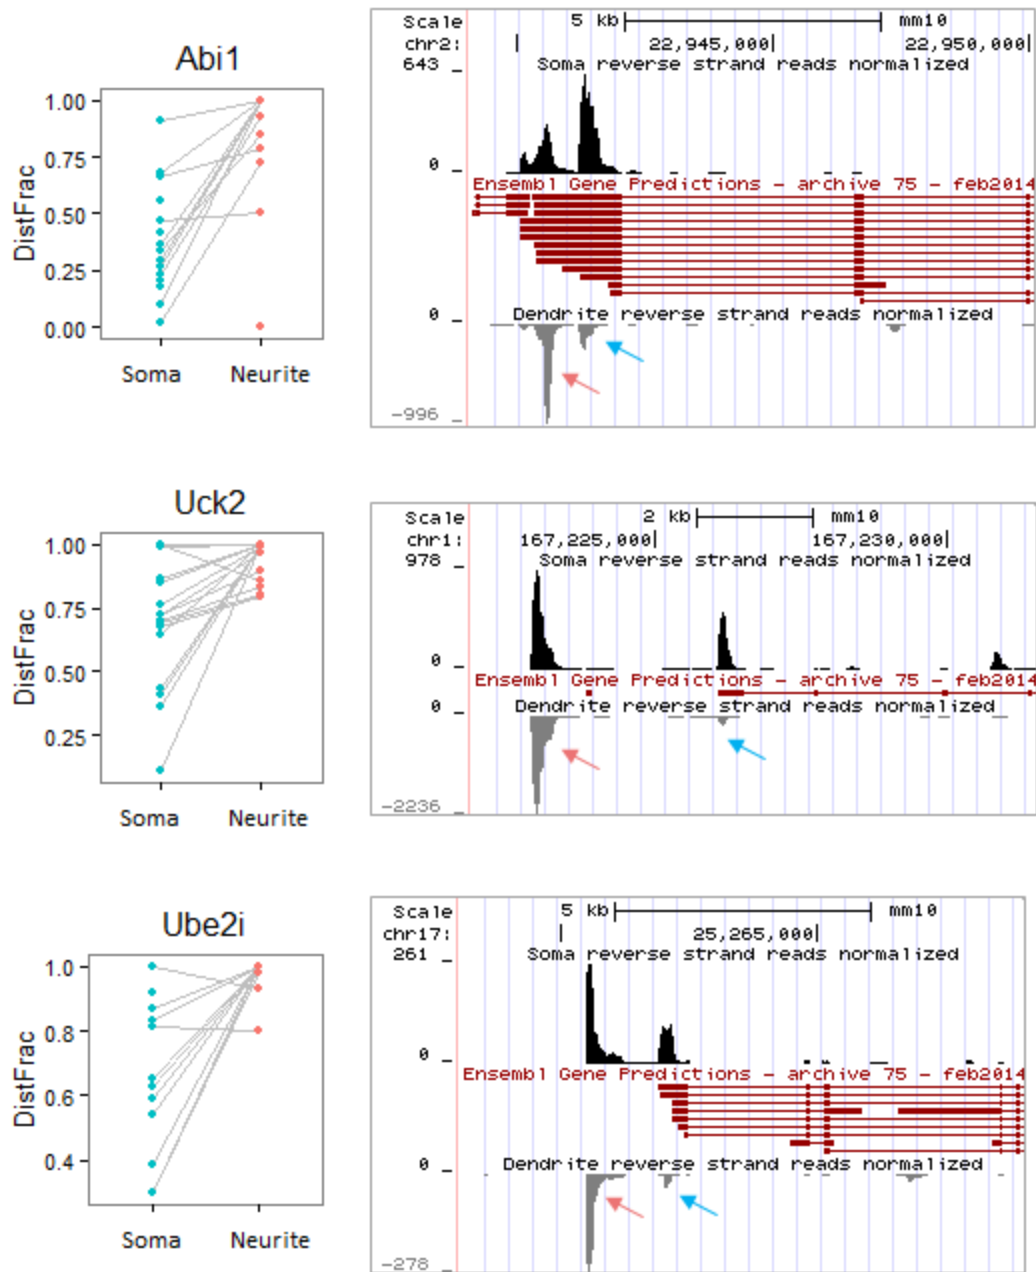 Abi1
DistFrac
1.00
0.75
0.50
0.25
0.00
Soma Neurite
Scale 5 kb mm10
chr2: 22,945,000 22,950,000
643 Soma reverse strand reads normalized
0
Ensembl Gene Predictions - archive 75 - feb2014
0 Dendrite reverse strand reads normalized
-996
Uck2
DistFrac
1.00
0.75
0.50
0.25
Soma Neurite
Scale 2 kb mm10
chr1: 167,225,000 167,230,000
978 Soma reverse strand reads normalized
0
Ensembl Gene Predictions - archive 75 - feb2014
0 Dendrite reverse strand reads normalized
-2236
Ube2i
DistFrac
1.0
0.8
0.6
0.4
Soma Neurite
Scale 5 kb mm10
chr17: 25,265,000
261 Soma reverse strand reads normalized
0
Ensembl Gene Predictions - archive 75 - feb2014
0 Dendrite reverse strand reads normalized
-278